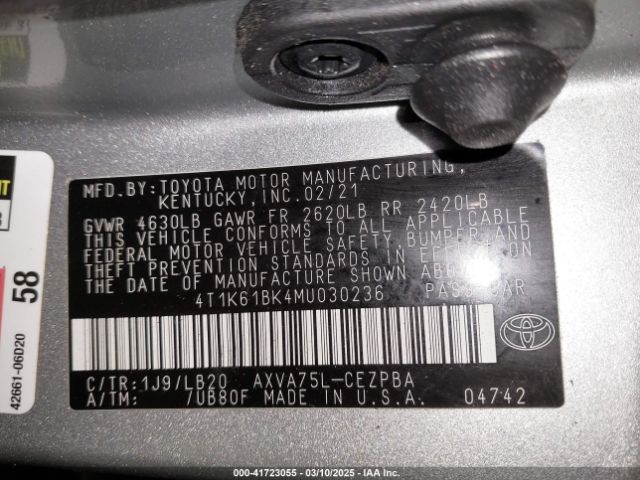 MFD.BY:TOYOTA MOTOR MANUFACTURING,
KENTUCKY,INC.02/21
GVWR 4630LB GAWR FR 2620LB RR 2420LB
THIS VEHICLE CONFORMS TO ALL APPLICABLE
FEDERAL MOTOR VEHICLE SAFETY,BUMPER,AND
THEFT PREVENTION STANDARDS IN EFFECT ON
THE DATE OF MANUFACTURE SHOWN ABOVE.
4T1K61BK4MU030236 PASS.CAR
C/TR:1J9/LB20 AXVA75L-CEZPBA
A/TM: /UB80F MADE IN U.S.A. 04742
58
42661-06D20
000-41723055 — 03/10/2025 — IAA Inc.